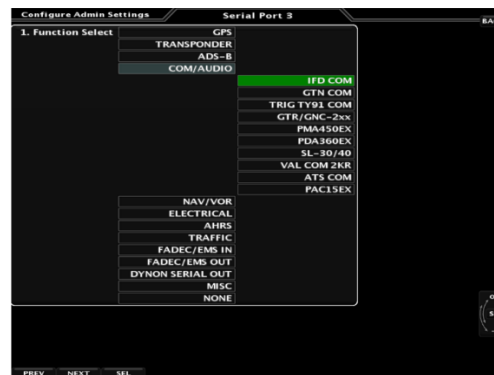 Configure Admin Settings
Serial Port 3
BA
1. Function Select
GPS
TRANSPONDER
ADS-B
COM/AUDIO
IFD COM
GTN COM
TRIG TY91 COM
GTR/GNC-2xx
PMA450EX
PDA360EX
SL-30/40
VAL COM 2KR
ATS COM
PAC15EX
NAV/VOR
ELECTRICAL
AHRS
TRAFFIC
FADEC/EMS IN
FADEC/EMS OUT
DYNON SERIAL OUT
MISC
NONE
PREV NEXT SEL